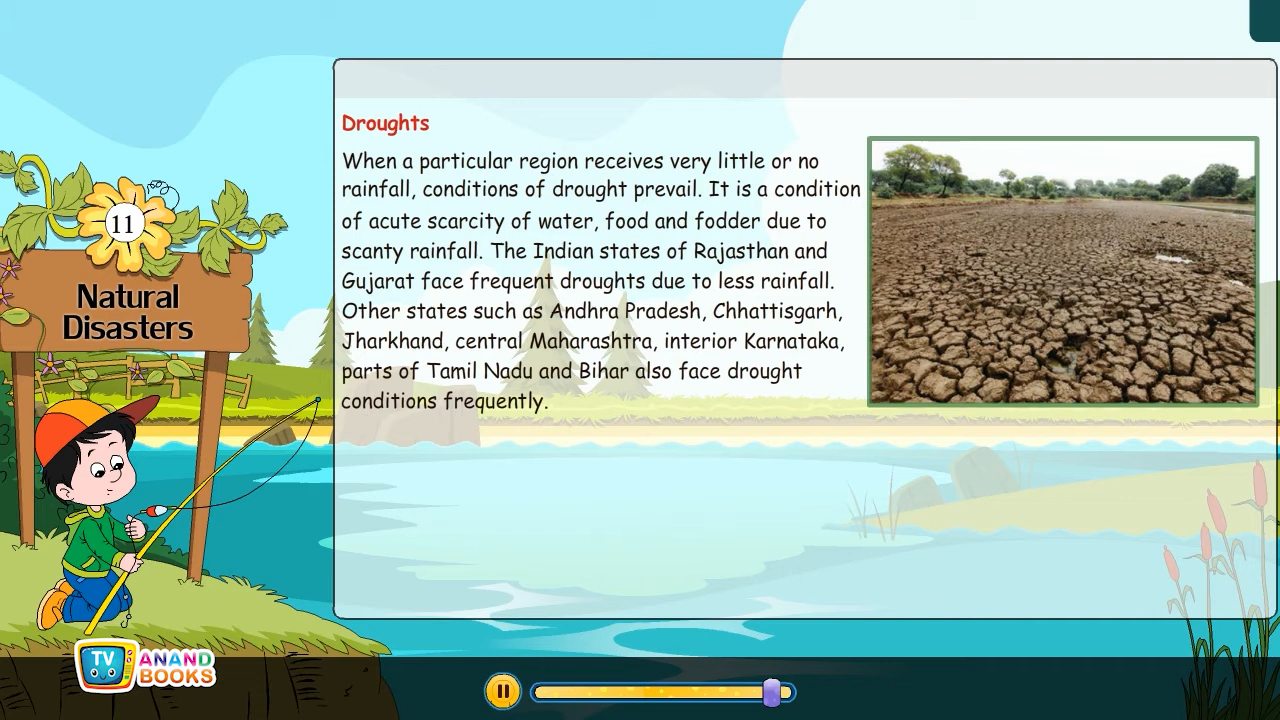 Droughts
When a particular region receives very little or no
rainfall, conditions of drought prevail. It is a condition
of acute scarcity of water, food and fodder due to
scanty rainfall. The Indian states of Rajasthan and
Gujarat face frequent droughts due to less rainfall.
Other states such as Andhra Pradesh, Chhattisgarh,
Jharkhand, central Maharashtra, interior Karnataka,
parts of Tamil Nadu and Bihar also face drought
conditions frequently.
11
Natural
Disasters
TV
ANAND
BOOKS